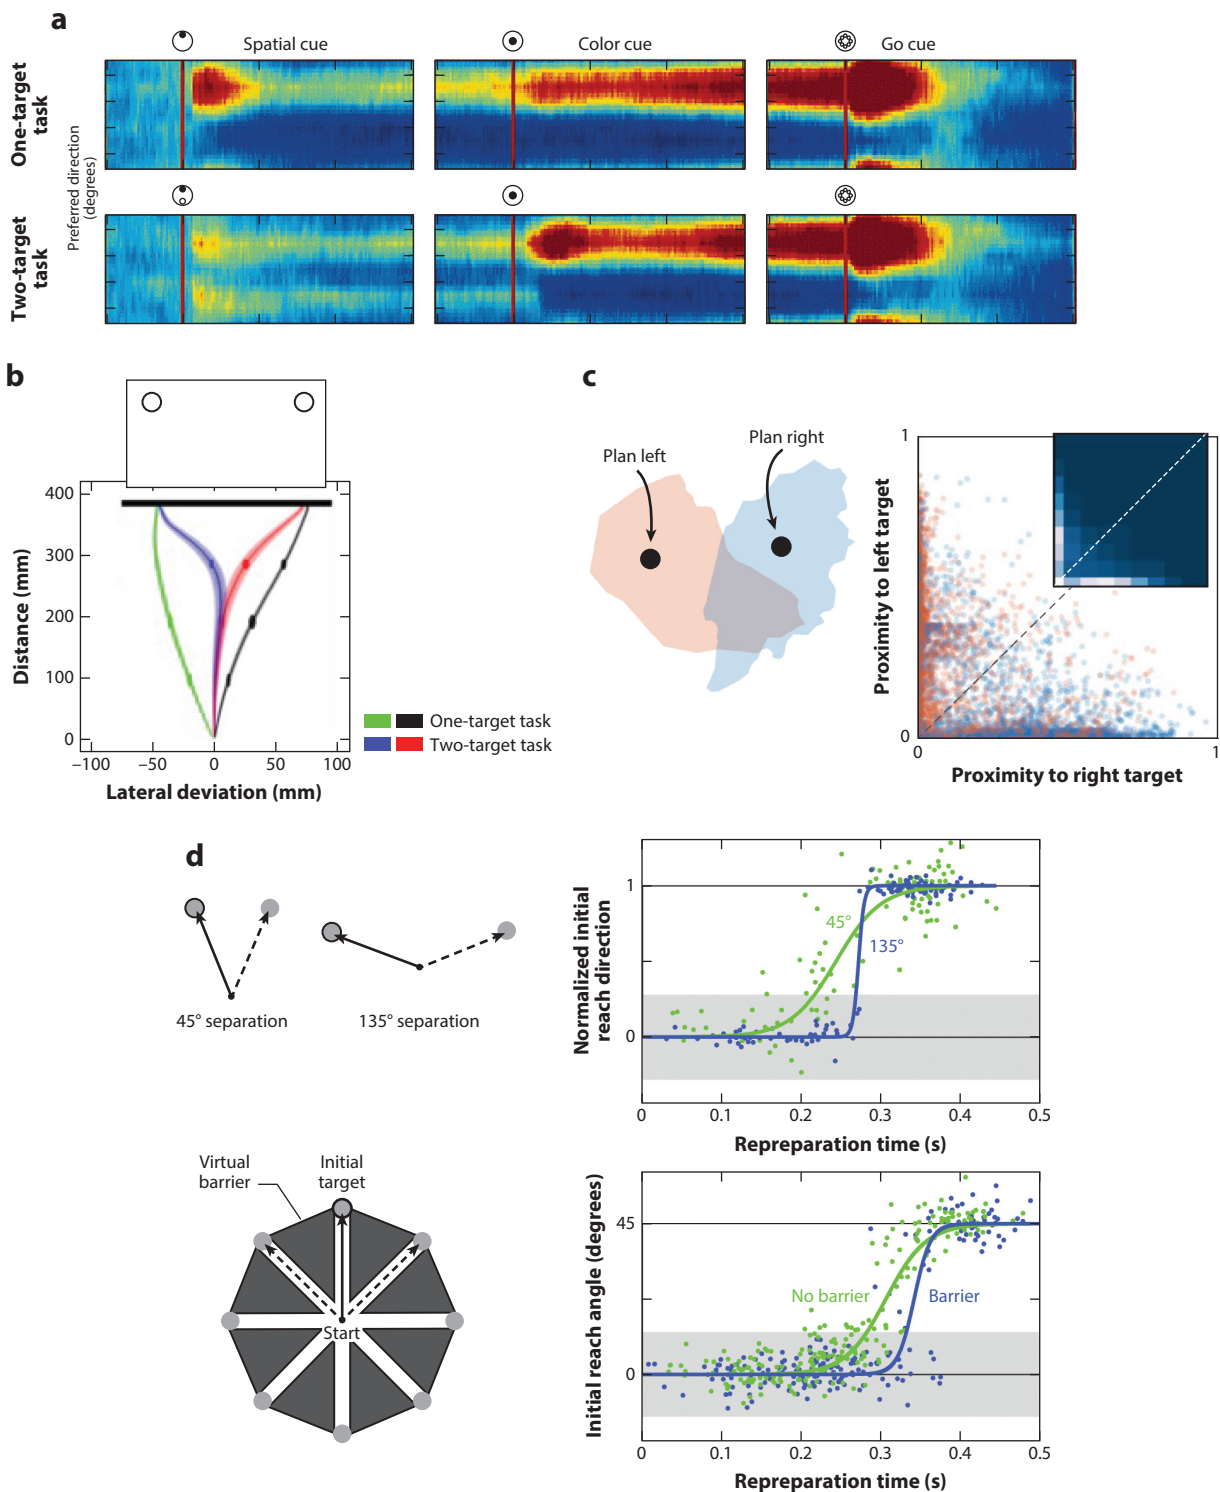 a
Spatial cue
Color cue
Go cue
One-target
task
Two-target
task
Preferred direction
(degrees)
b
400
300
200
100
0
Distance (mm)
−100
−50
0
50
100
Lateral deviation (mm)
One-target task
Two-target task
c
Plan left
Plan right
1
0
Proximity to left target
0
1
Proximity to right target
d
45° separation
135° separation
Normalized initial
reach direction
1
0
45°
135°
0
0.1
0.2
0.3
0.4
0.5
Repreparation time (s)
Virtual
barrier
Initial
target
Start
Initial reach angle (degrees)
45
0
No barrier
Barrier
0
0.1
0.2
0.3
0.4
0.5
Repreparation time (s)